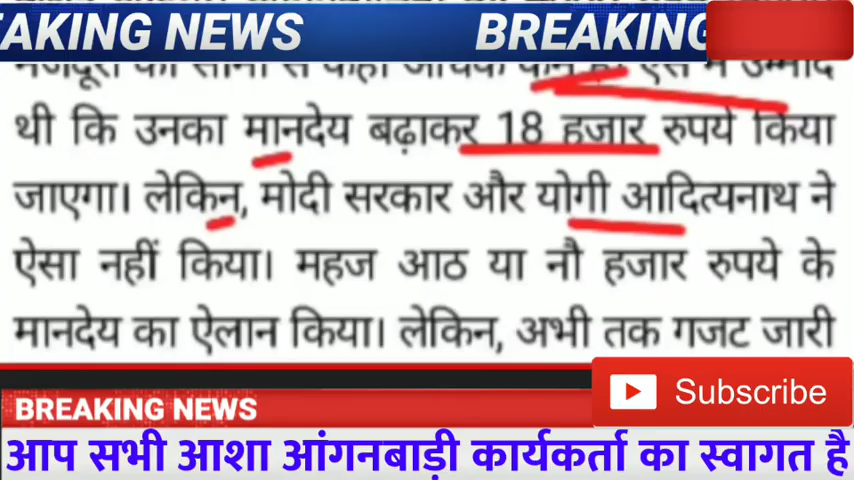 AKING NEWS BREAKING
थी कि उनका मानदेय बढ़ाकर 18 हजार रुपये किया
जाएगा। लेकिन, मोदी सरकार और योगी आदित्यनाथ ने
ऐसा नहीं किया। महज आठ या नौ हजार रुपये के
मानदेय का ऐलान किया। लेकिन, अभी तक गजट जारी
Subscribe
BREAKING NEWS
आप सभी आशा आंगनबाड़ी कार्यकर्ता का स्वागत है